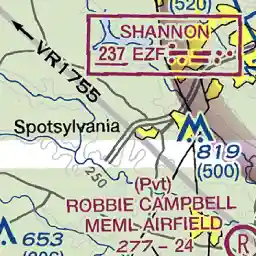 (520)
SHANNON
237 EZF
VR1755
Spotsylvania
819
(500)
250
(Pvt)
ROBBIE CAMPBELL
MEML AIRFIELD
277 - 24
R
653